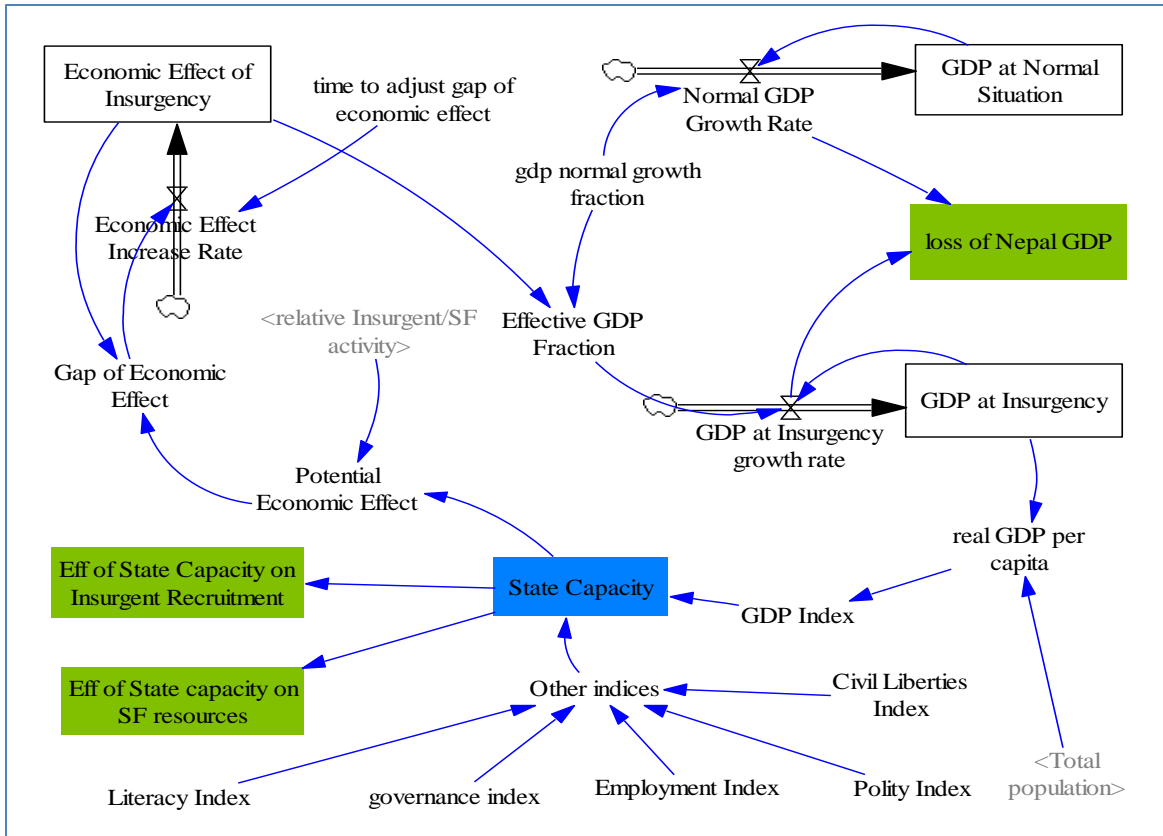 Economic Effect of
Insurgency
time to adjust gap of
economic effect
GDP at Normal
Situation
Normal GDP
Growth Rate
gdp normal growth
fraction
Economic Effect
Increase Rate
loss of Nepal GDP
<relative Insurgent/SF
activity>
Effective GDP
Fraction
Gap of Economic
Effect
GDP at Insurgency
GDP at Insurgency
growth rate
Potential
Economic Effect
real GDP per
capita
Eff of State Capacity on
Insurgent Recruitment
State Capacity
GDP Index
Eff of State capacity on
SF resources
Other indices
Civil Liberties
Index
Literacy Index
governance index
Employment Index
Polity Index
<Total
population>